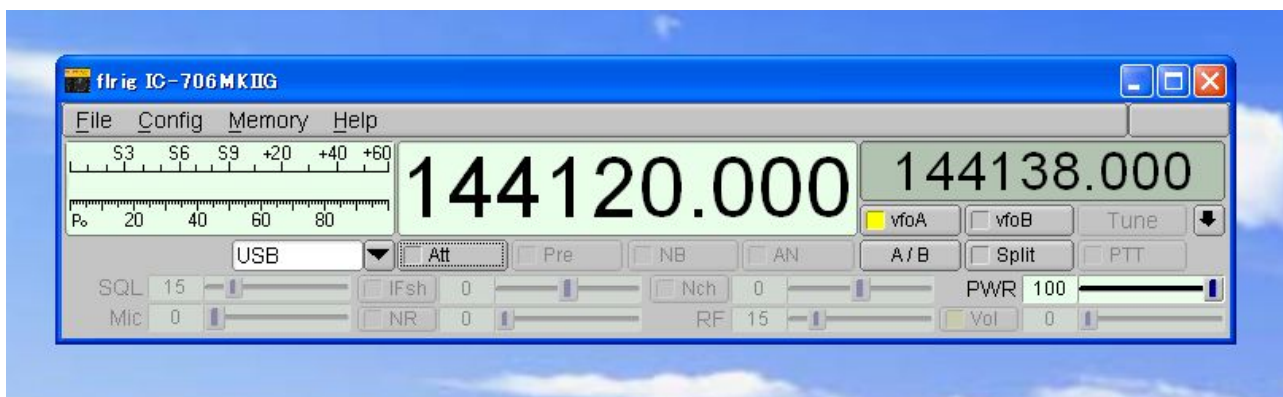 flrig IC-706MKIIG
File Config Memory Help
S3 S6 S9 +20 +40 +60
Po 20 40 60 80
144120.000
144138.000
vfoA vfoB Tune
USB Att Pre NB AN A/B Split PTT
SQL 15 IFsh 0 Nch 0 PWR 100
Mic 0 NR 0 RF 15 Vol 0